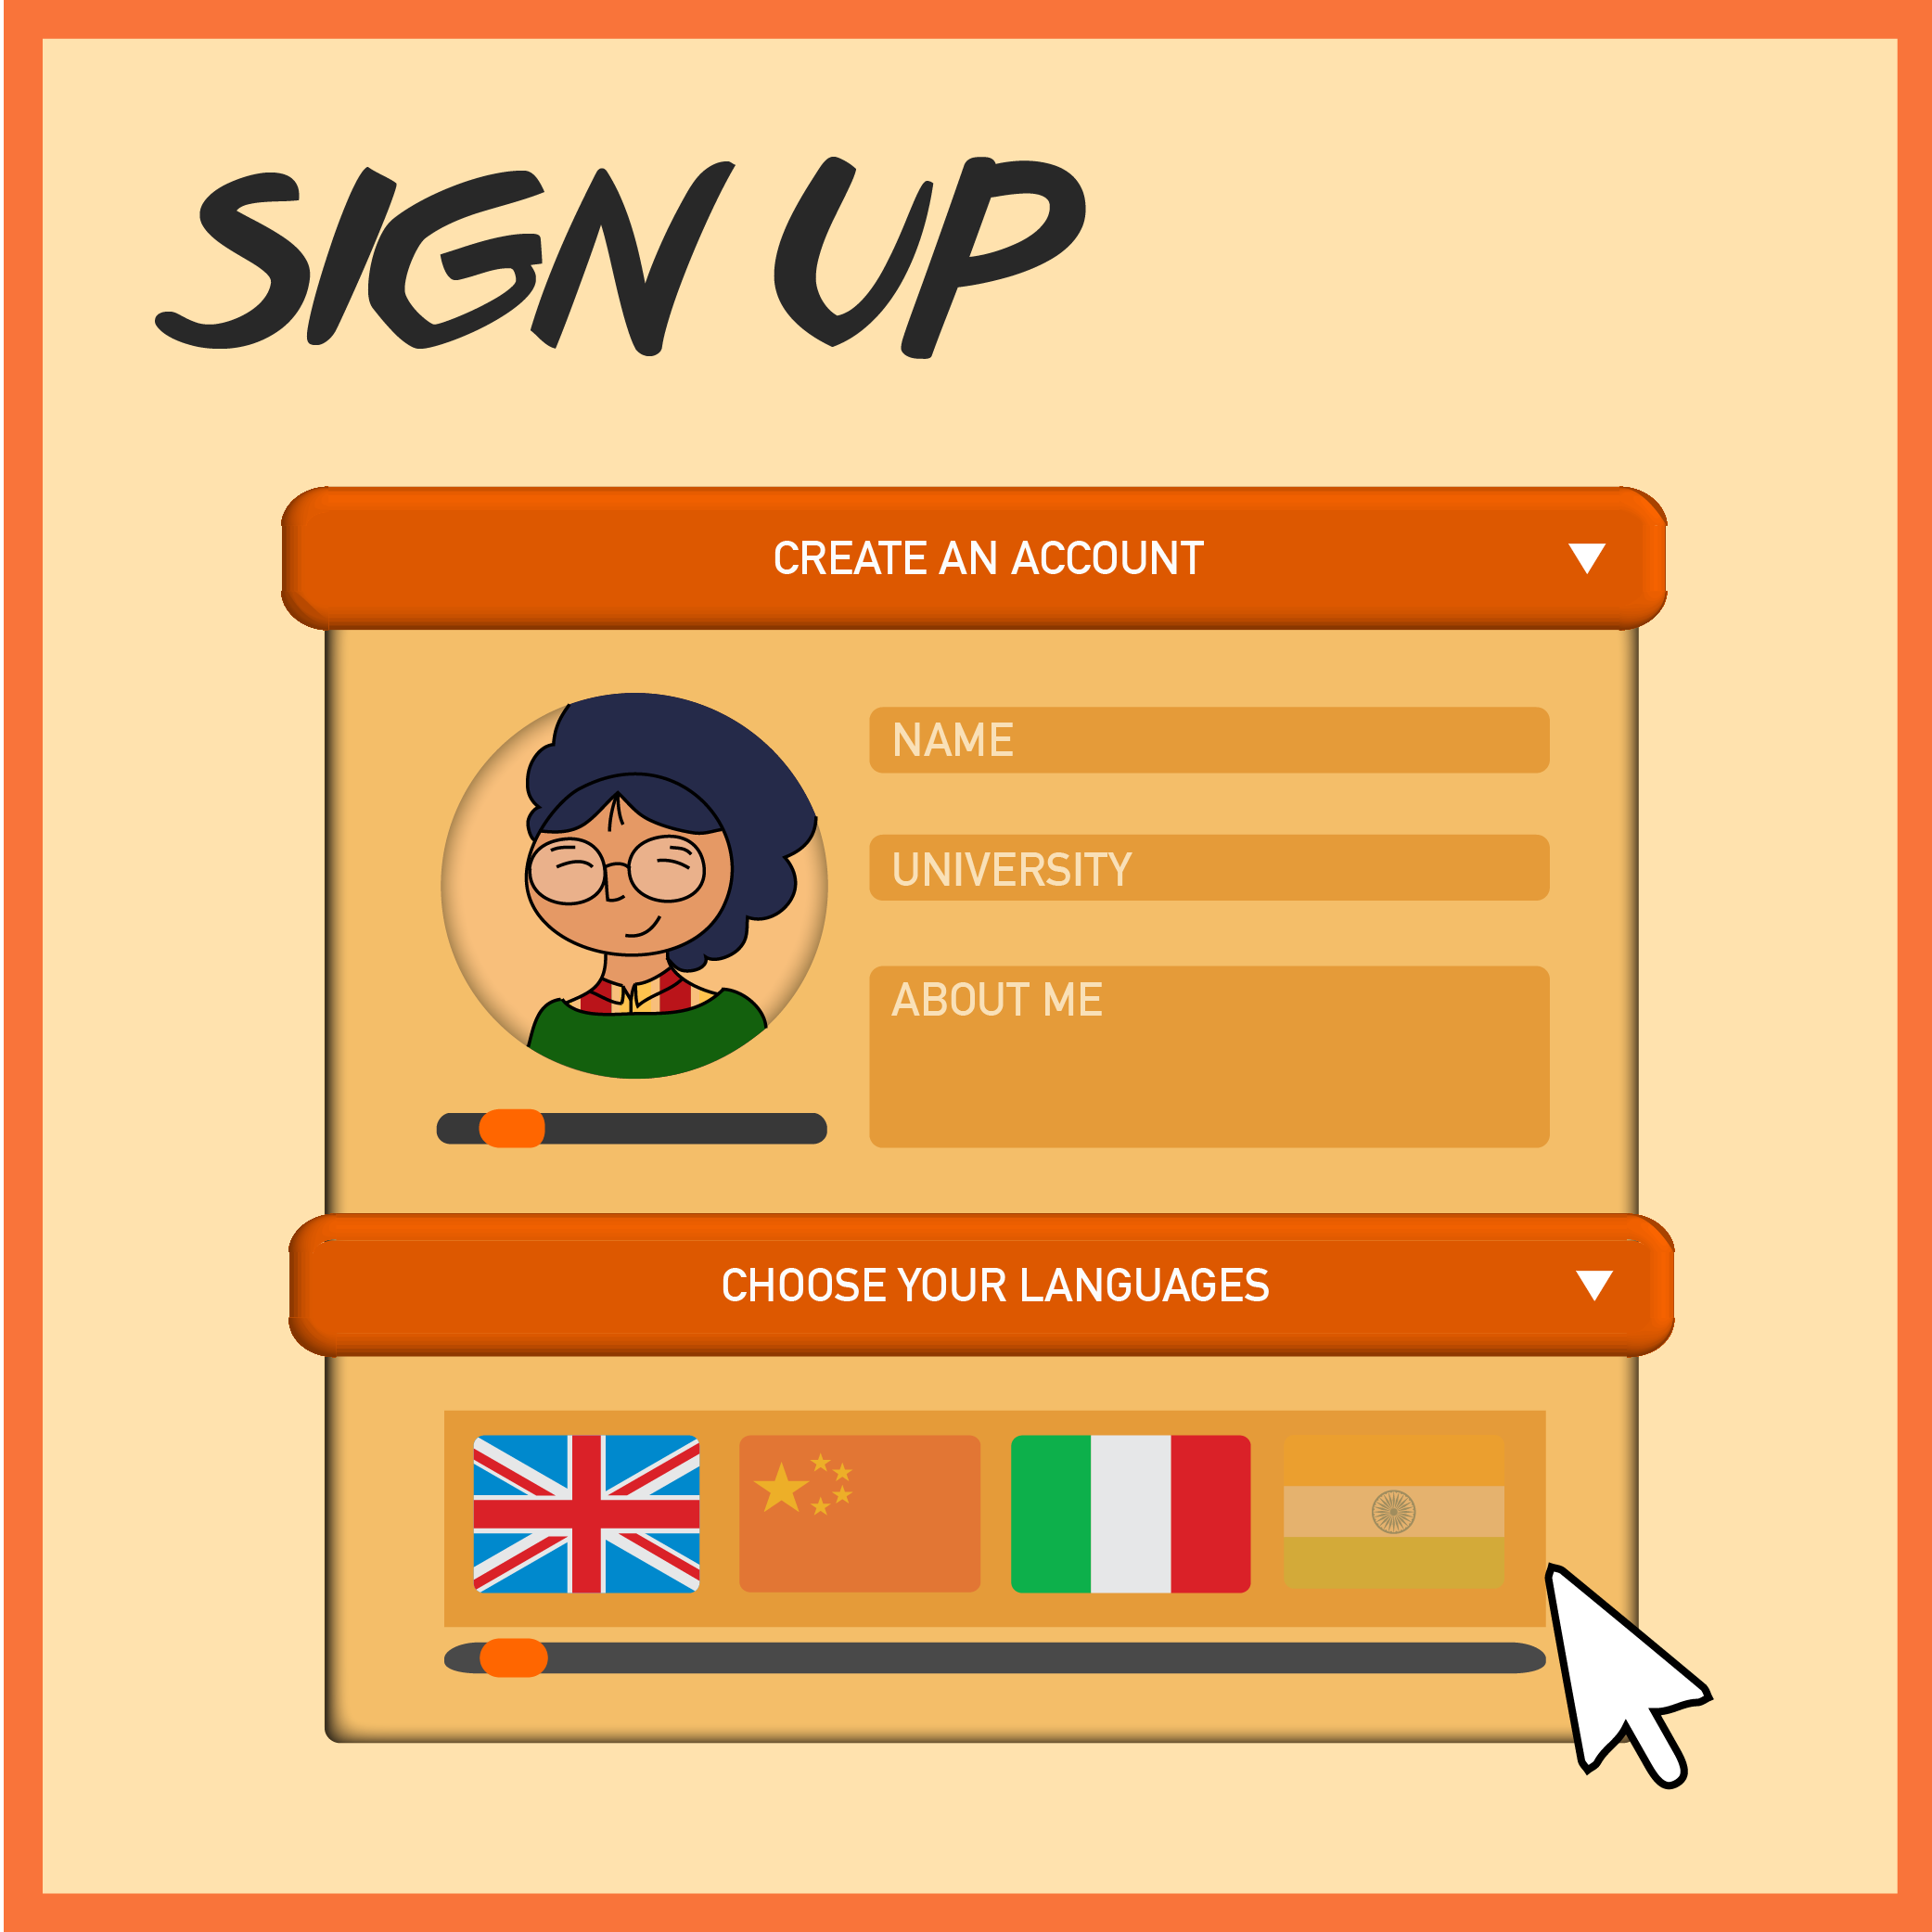 SIGN UP
CREATE AN ACCOUNT
NAME
UNIVERSITY
ABOUT ME
CHOOSE YOUR LANGUAGES